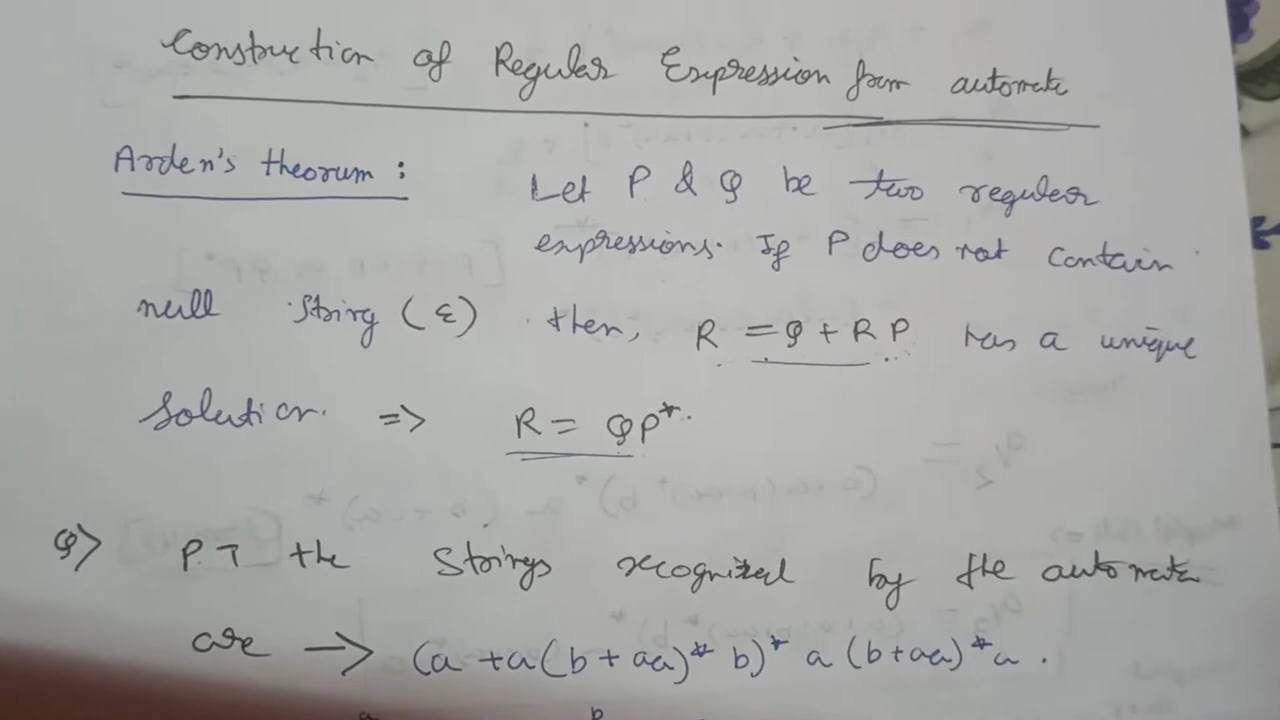 Construction of Regular Expression from automata
Arden's theorum : Let P & Q be two regular
expressions. If P does not contain
null string (ε) then, R = Q + RP has a unique
solution. => R = QP*.
Q> P.T the strings recognized by the automata
are → (a + a(b + aa)* b)* a (b + aa)* a .
a b